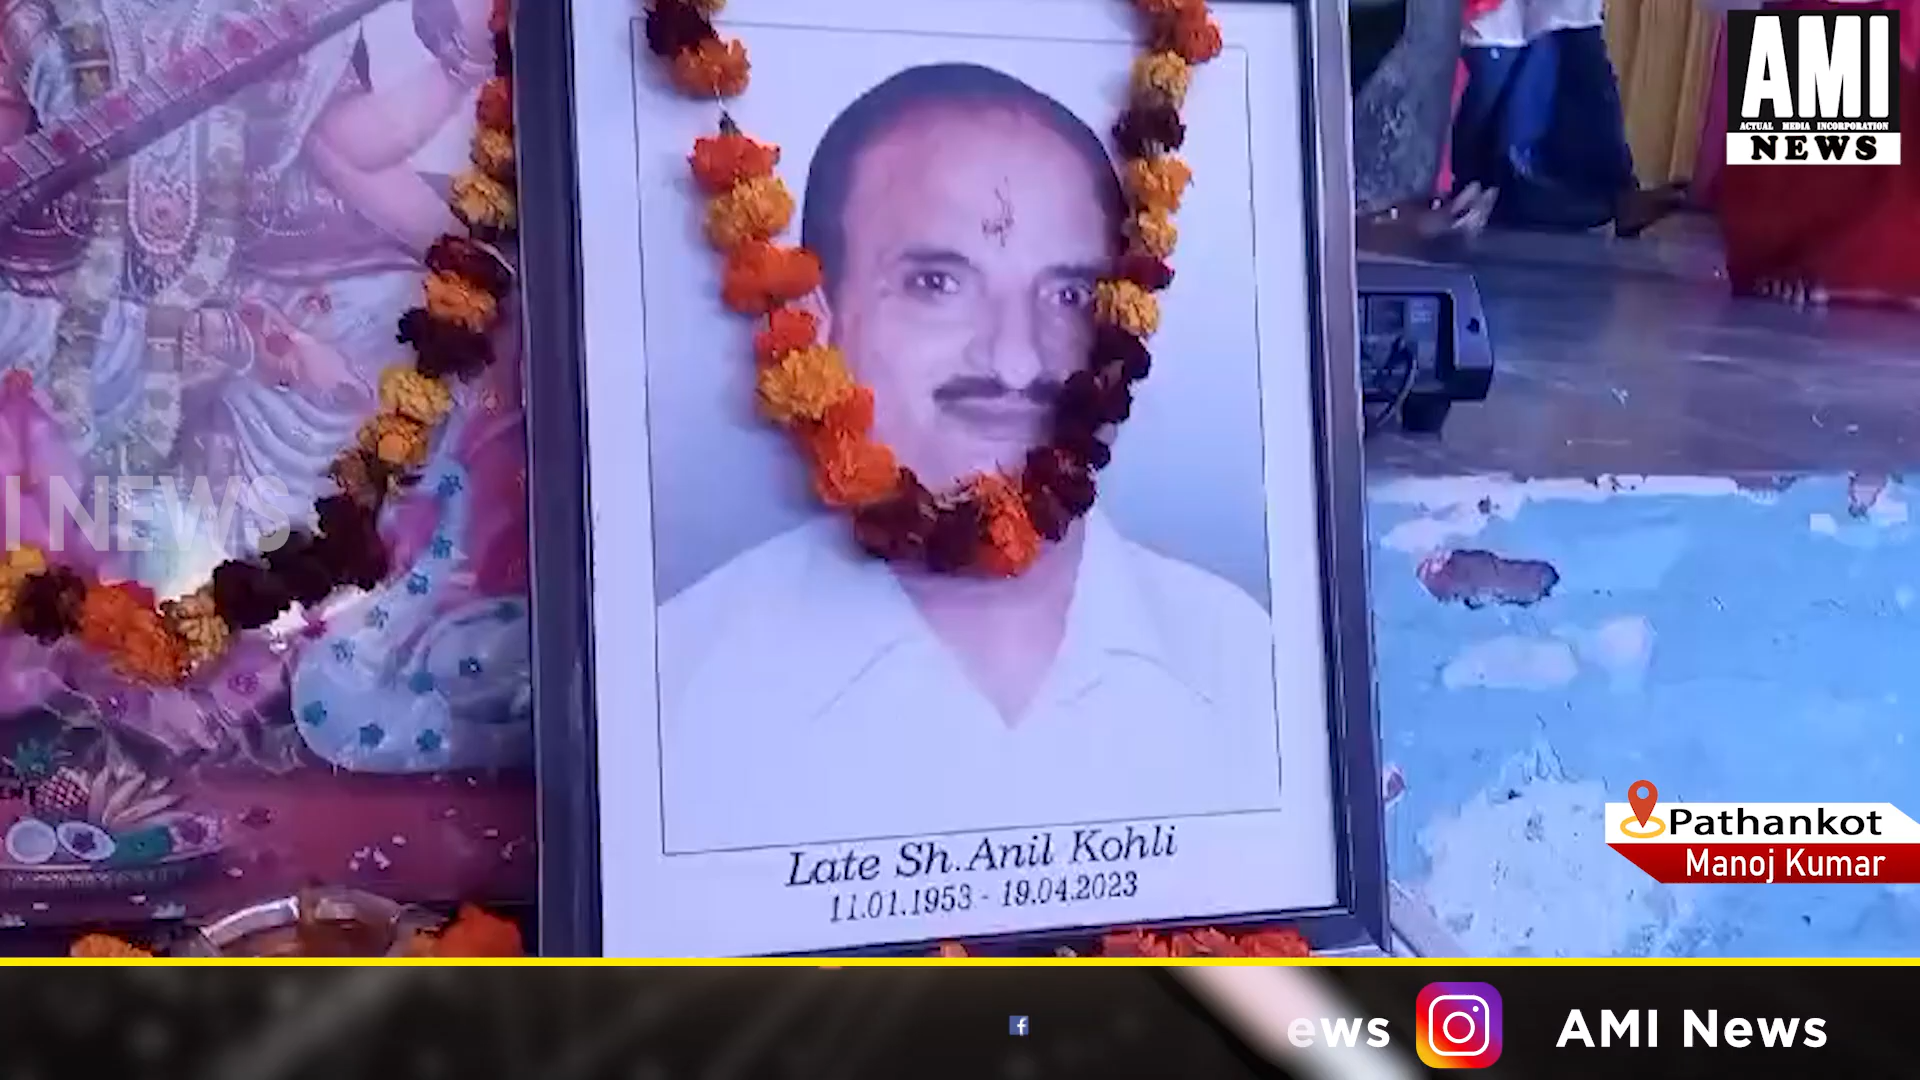 AMI
ACTUAL MEDIA INCORPORATION
NEWS
I NEWS
Late Sh.Anil Kohli
11.01.1953 - 19.04.2023
Pathankot
Manoj Kumar
ews
AMI News